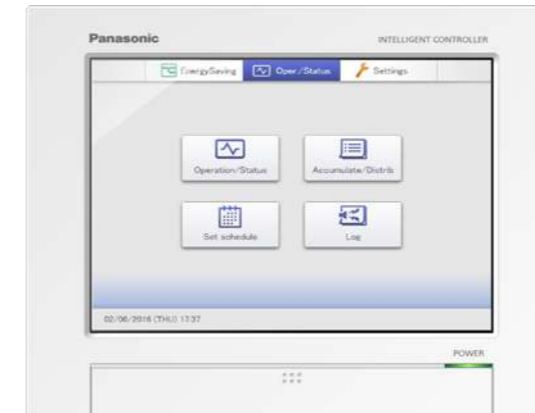 Panasonic
INTELLIGENT CONTROLLER
EnergySaving Oper./Status Settings
Operation/Status Accumulate/Distrib
Set schedule Log
02/06/2016 (THU) 17:37
POWER